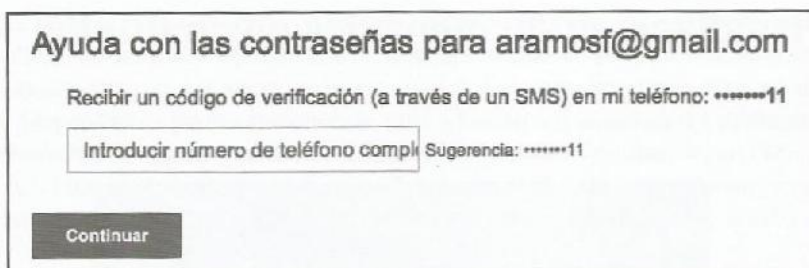 Ayuda con las contraseñas para aramosf@gmail.com
Recibir un código de verificación (a través de un SMS) en mi teléfono: •••••••11
Introducir número de teléfono comple Sugerencia: •••••••11
Continuar